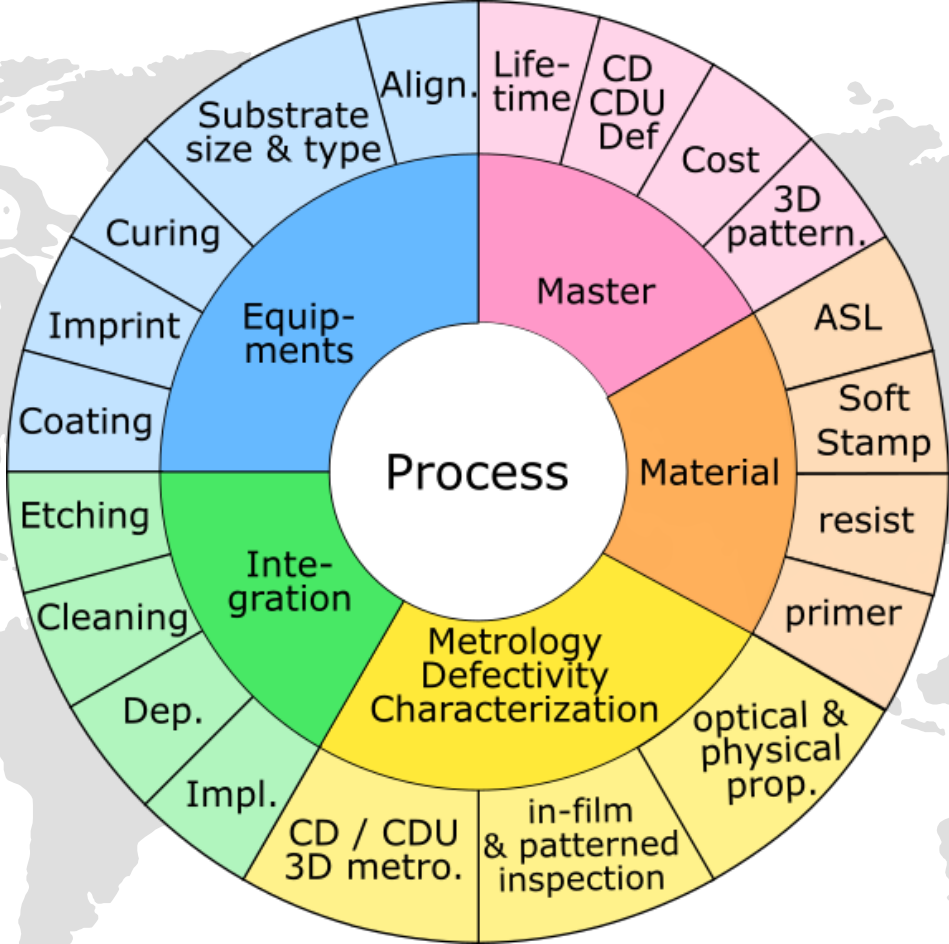 Process
Master
Life-
time
CD
CDU
Def
Cost
3D
pattern.
Material
ASL
Soft
Stamp
resist
primer
Metrology
Defectivity
Characterization
optical &
physical
prop.
in-film
& patterned
inspection
CD / CDU
3D metro.
Inte-
gration
Impl.
Dep.
Cleaning
Etching
Equip-
ments
Coating
Imprint
Curing
Substrate
size & type
Align.